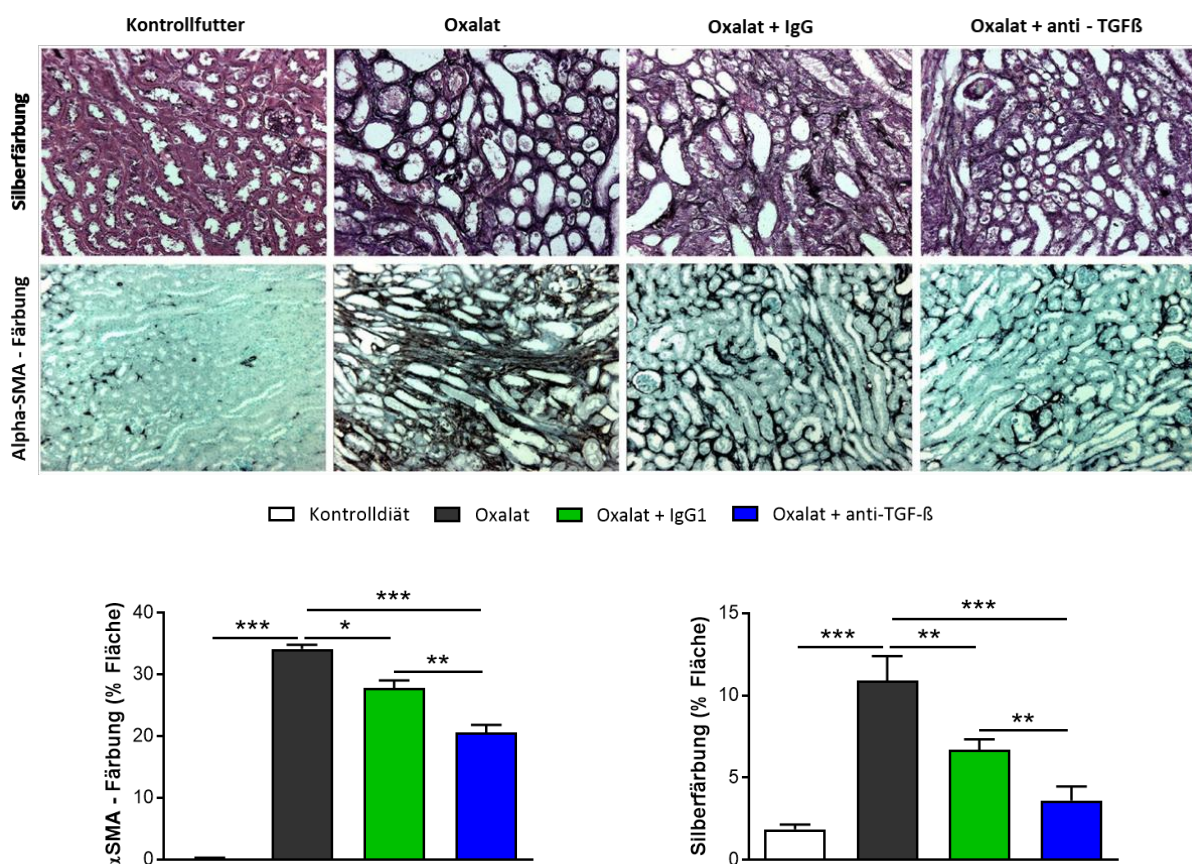 Kontrollfutter Oxalat Oxalat + IgG Oxalat + anti - TGFß
Silberfärbung
Alpha-SMA - Färbung
Kontrolldiät Oxalat Oxalat + IgG1 Oxalat + anti-TGF-ß
αSMA - Färbung (% Fläche)
40
30
20
10
0
***
***
*
**
Silberfärbung (% Fläche)
15
10
5
0
***
***
**
**